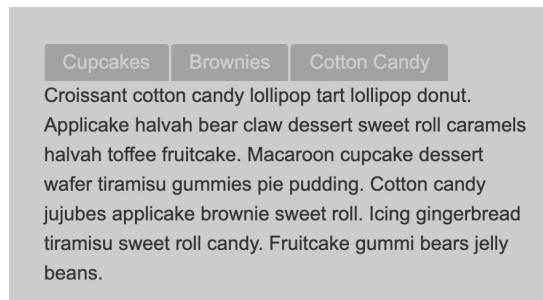 Cupcakes Brownies Cotton Candy
Croissant cotton candy lollipop tart lollipop donut.
Applicake halvah bear claw dessert sweet roll caramels
halvah toffee fruitcake. Macaroon cupcake dessert
wafer tiramisu gummies pie pudding. Cotton candy
jujubes applicake brownie sweet roll. Icing gingerbread
tiramisu sweet roll candy. Fruitcake gummi bears jelly
beans.